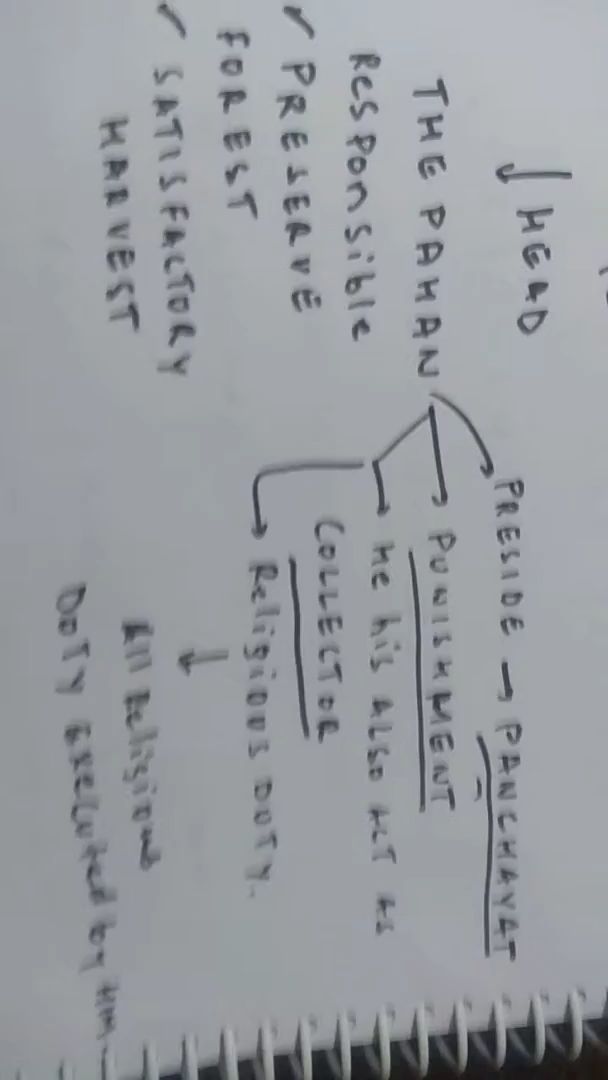 ↓ HEAD
THE PAHAN
Responsible
✓ PRESERVE
FOREST
✓ SATISFACTORY
HARVEST
→ PRESIDE → PANCHAYAT
→ PUNISHMENT
→ He his ALSO ACT AS
COLLECTOR
→ Religious DUTY.
↓
All Religious
DUTY executed by Him.